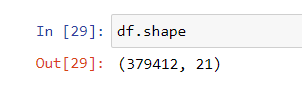 In [29]: df.shape
Out[29]: (379412, 21)